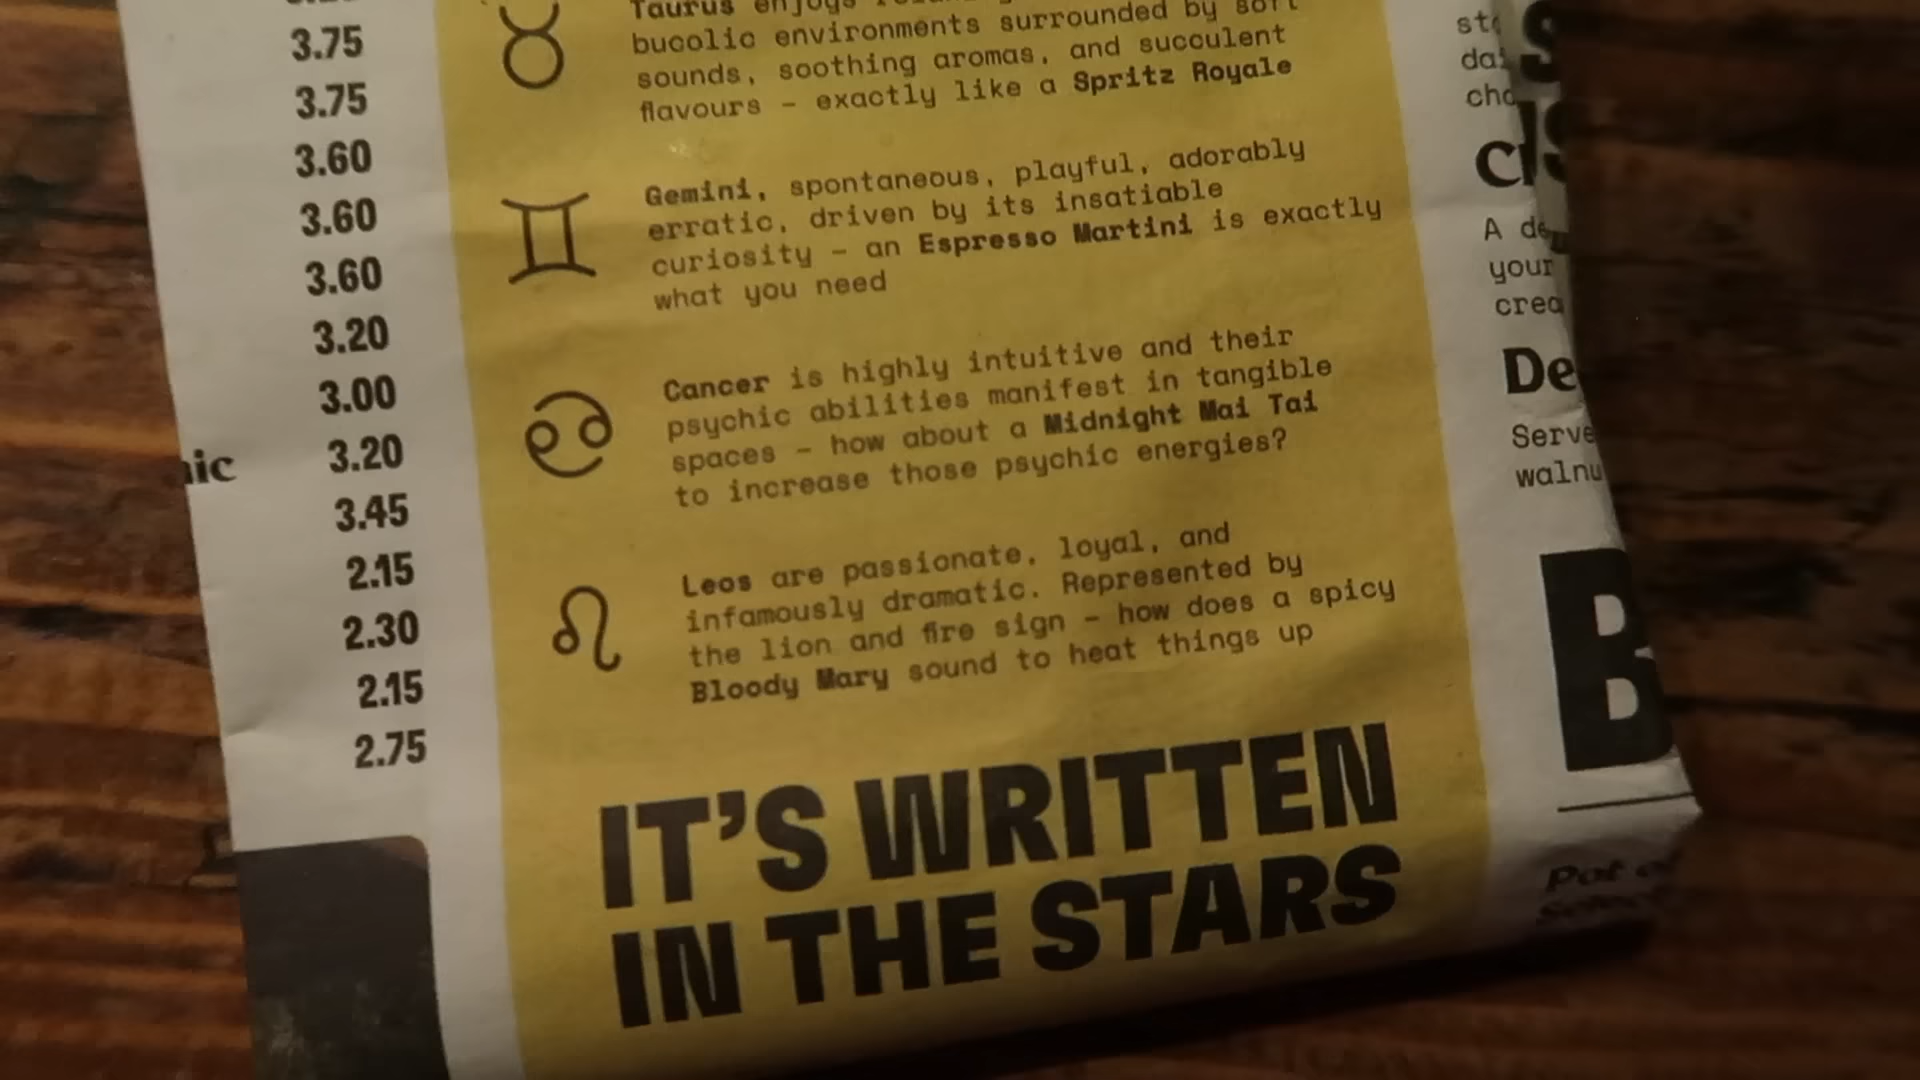 3.75
3.75
3.60
3.60
3.60
3.20
3.00
3.20
3.45
2.15
2.30
2.15
2.75
Taurus enjoys
bucolic environments surrounded by soft
sounds, soothing aromas, and succulent
flavours – exactly like a Spritz Royale
Gemini, spontaneous, playful, adorably
erratic, driven by its insatiable
curiosity – an Espresso Martini is exactly
what you need
Cancer is highly intuitive and their
psychic abilities manifest in tangible
spaces – how about a Midnight Mai Tai
to increase those psychic energies?
Leos are passionate, loyal, and
infamously dramatic. Represented by
the lion and fire sign – how does a spicy
Bloody Mary sound to heat things up
IT'S WRITTEN
IN THE STARS
A
your
De
Serve
B
Pot